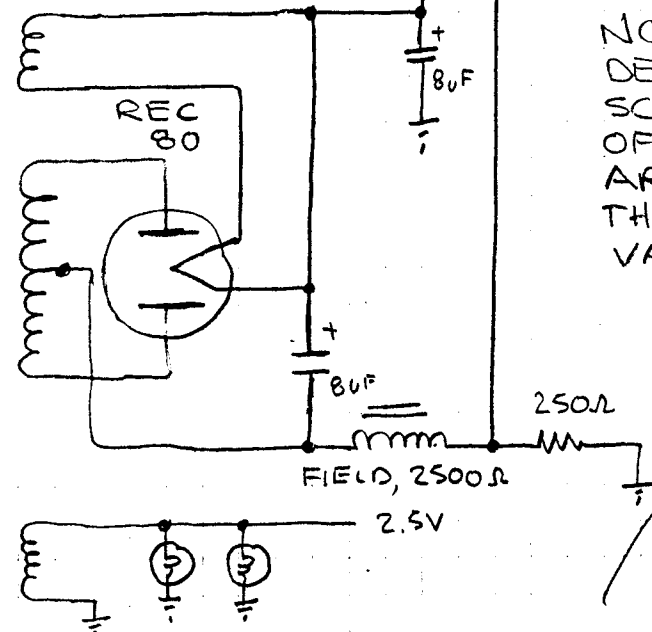 +
8uF
REC
80
NO
DE
SC
OF
AR
TH
VA
+
8uF
250Ω
FIELD, 2500Ω
2.5V